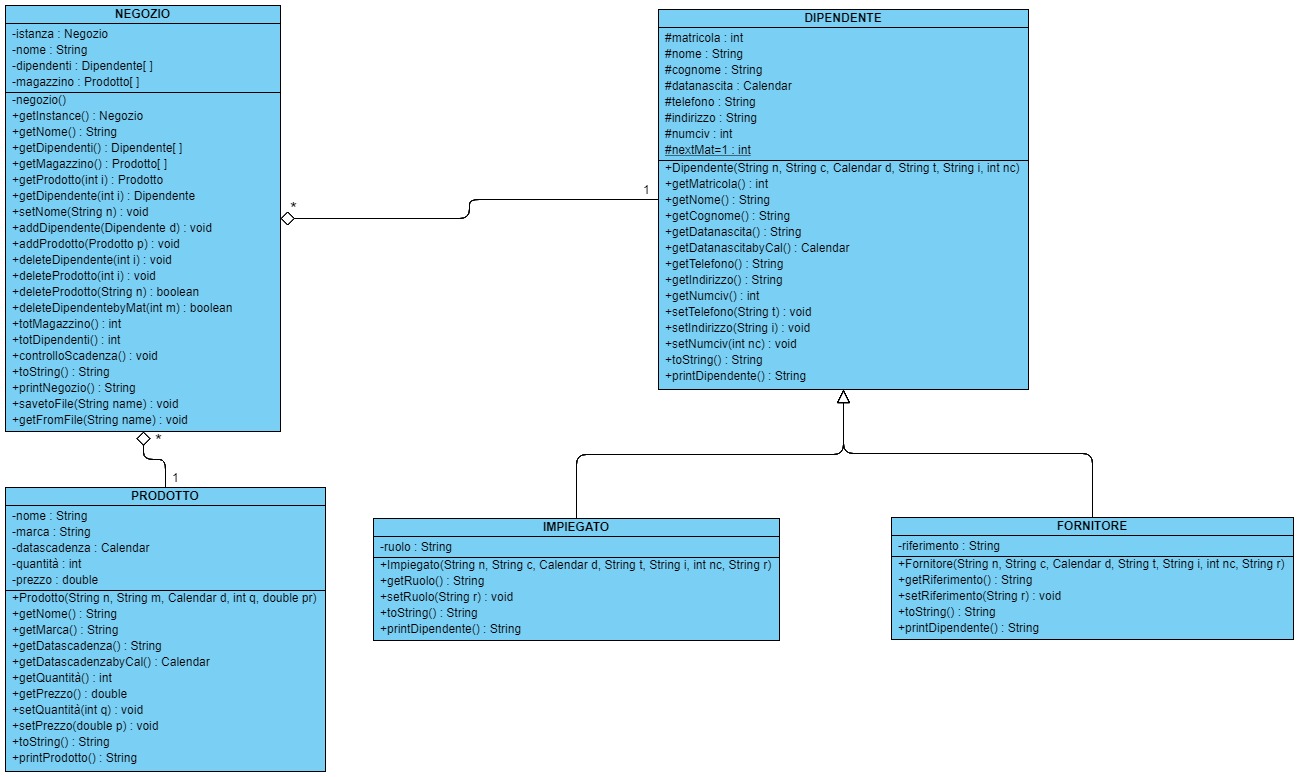 NEGOZIO
-istanza : Negozio
-nome : String
-dipendenti : Dipendente[ ]
-magazzino : Prodotto[ ]
-negozio()
+getInstance() : Negozio
+getNome() : String
+getDipendenti() : Dipendente[ ]
+getMagazzino() : Prodotto[ ]
+getProdotto(int i) : Prodotto
+getDipendente(int i) : Dipendente
+setNome(String n) : void
+addDipendente(Dipendente d) : void
+addProdotto(Prodotto p) : void
+deleteDipendente(int i) : void
+deleteProdotto(int i) : void
+deleteProdotto(String n) : boolean
+deleteDipendentebyMat(int m) : boolean
+totMagazzino() : int
+totDipendenti() : int
+controlloScadenza() : void
+toString() : String
+printNegozio() : String
+savetoFile(String name) : void
+getFromFile(String name) : void
*
1
DIPENDENTE
#matricola : int
#nome : String
#cognome : String
#datanascita : Calendar
#telefono : String
#indirizzo : String
#numciv : int
#nextMat=1 : int
+Dipendente(String n, String c, Calendar d, String t, String i, int nc)
+getMatricola() : int
+getNome() : String
+getCognome() : String
+getDatanascita() : String
+getDatanascitabyCal() : Calendar
+getTelefono() : String
+getIndirizzo() : String
+getNumciv() : int
+setTelefono(String t) : void
+setIndirizzo(String i) : void
+setNumciv(int nc) : void
+toString() : String
+printDipendente() : String
*
1
PRODOTTO
-nome : String
-marca : String
-datascadenza : Calendar
-quantità : int
-prezzo : double
+Prodotto(String n, String m, Calendar d, int q, double pr)
+getNome() : String
+getMarca() : String
+getDatascadenza() : String
+getDatascadenzabyCal() : Calendar
+getQuantità() : int
+getPrezzo() : double
+setQuantità(int q) : void
+setPrezzo(double p) : void
+toString() : String
+printProdotto() : String
IMPIEGATO
-ruolo : String
+Impiegato(String n, String c, Calendar d, String t, String i, int nc, String r)
+getRuolo() : String
+setRuolo(String r) : void
+toString() : String
+printDipendente() : String
FORNITORE
-riferimento : String
+Fornitore(String n, String c, Calendar d, String t, String i, int nc, String r)
+getRiferimento() : String
+setRiferimento(String r) : void
+toString() : String
+printDipendente() : String